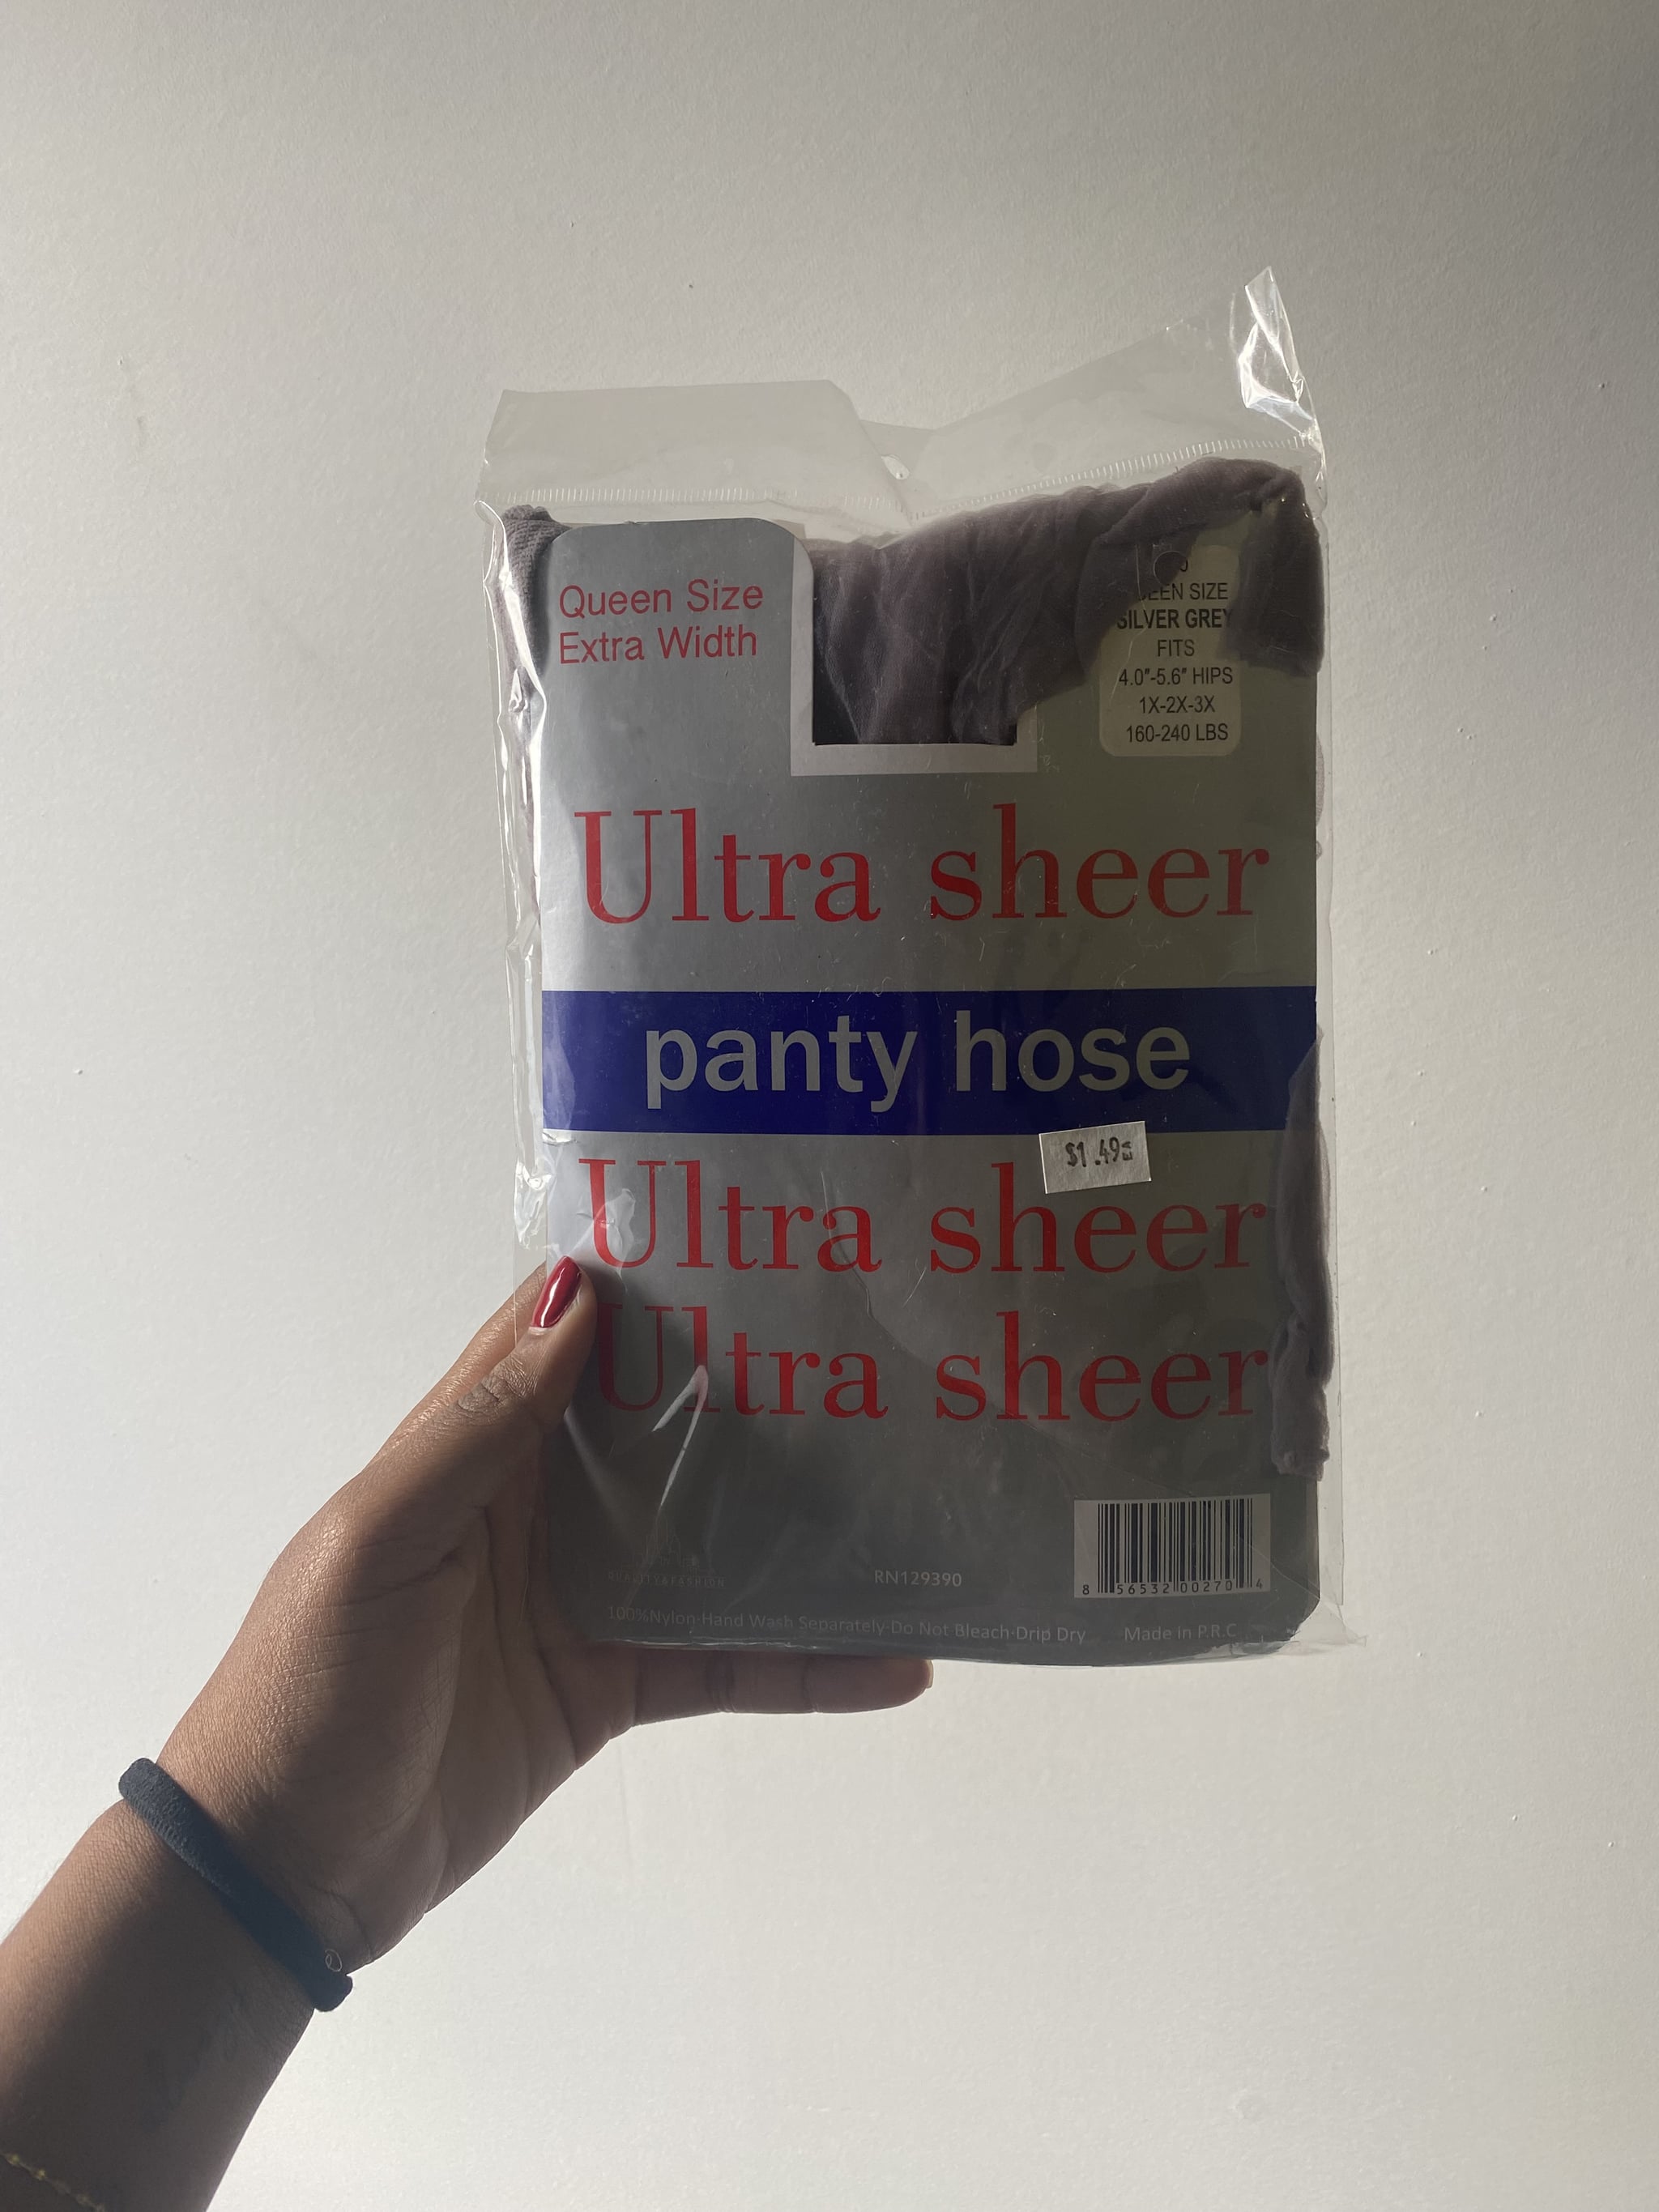 Queen Size
Extra Width
SIZE
SILVER GREY
FITS
4.0"-5.6" HIPS
1X-2X-3X
160-240 LBS
Ultra sheer
panty hose
$1.49
Ultra sheer
Ultra sheer
RN129390
8 56532 00270 4
100%Nylon·Hand Wash Separately·Do Not Bleach·Drip Dry
Made in P.R.C